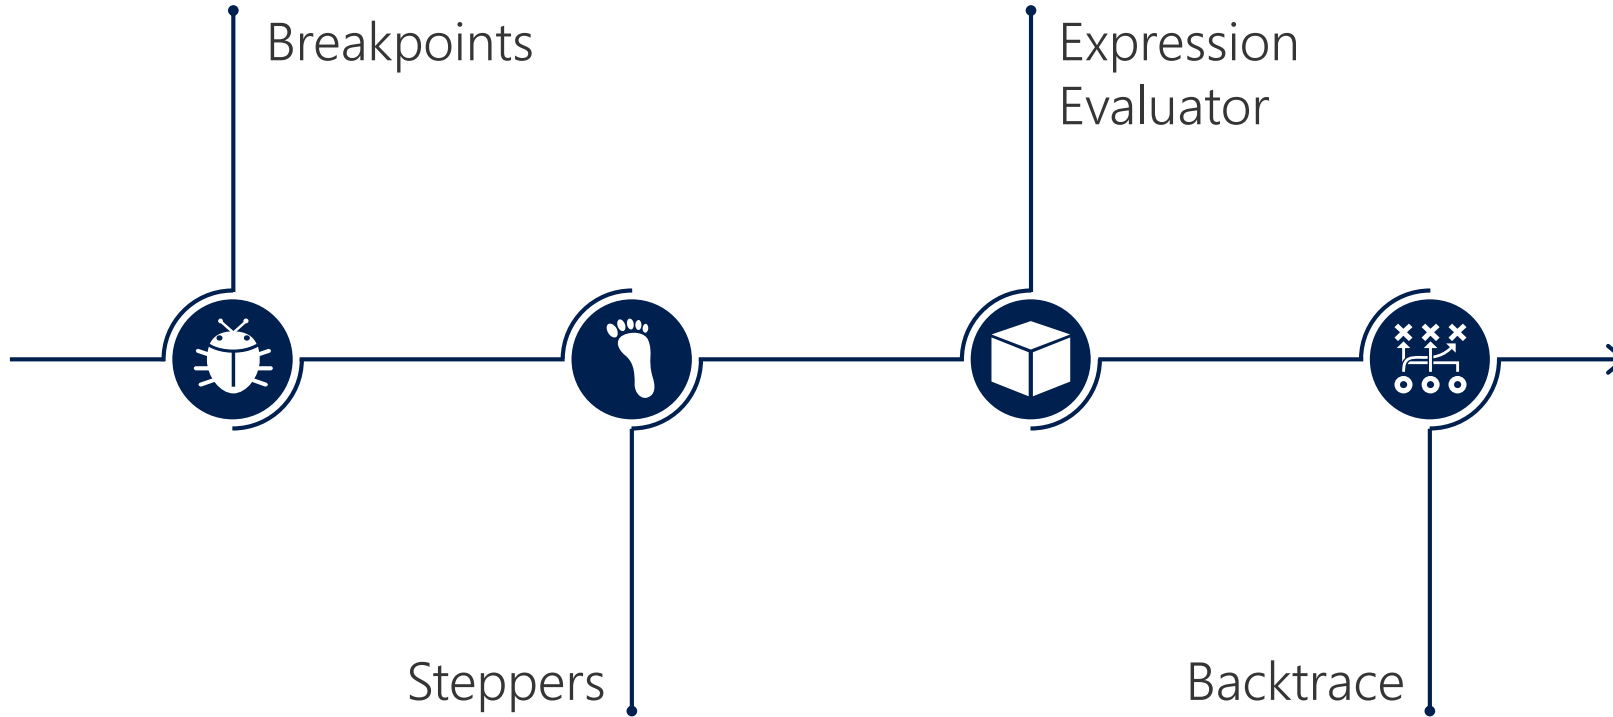 Breakpoints
Expression
Evaluator
Steppers
Backtrace